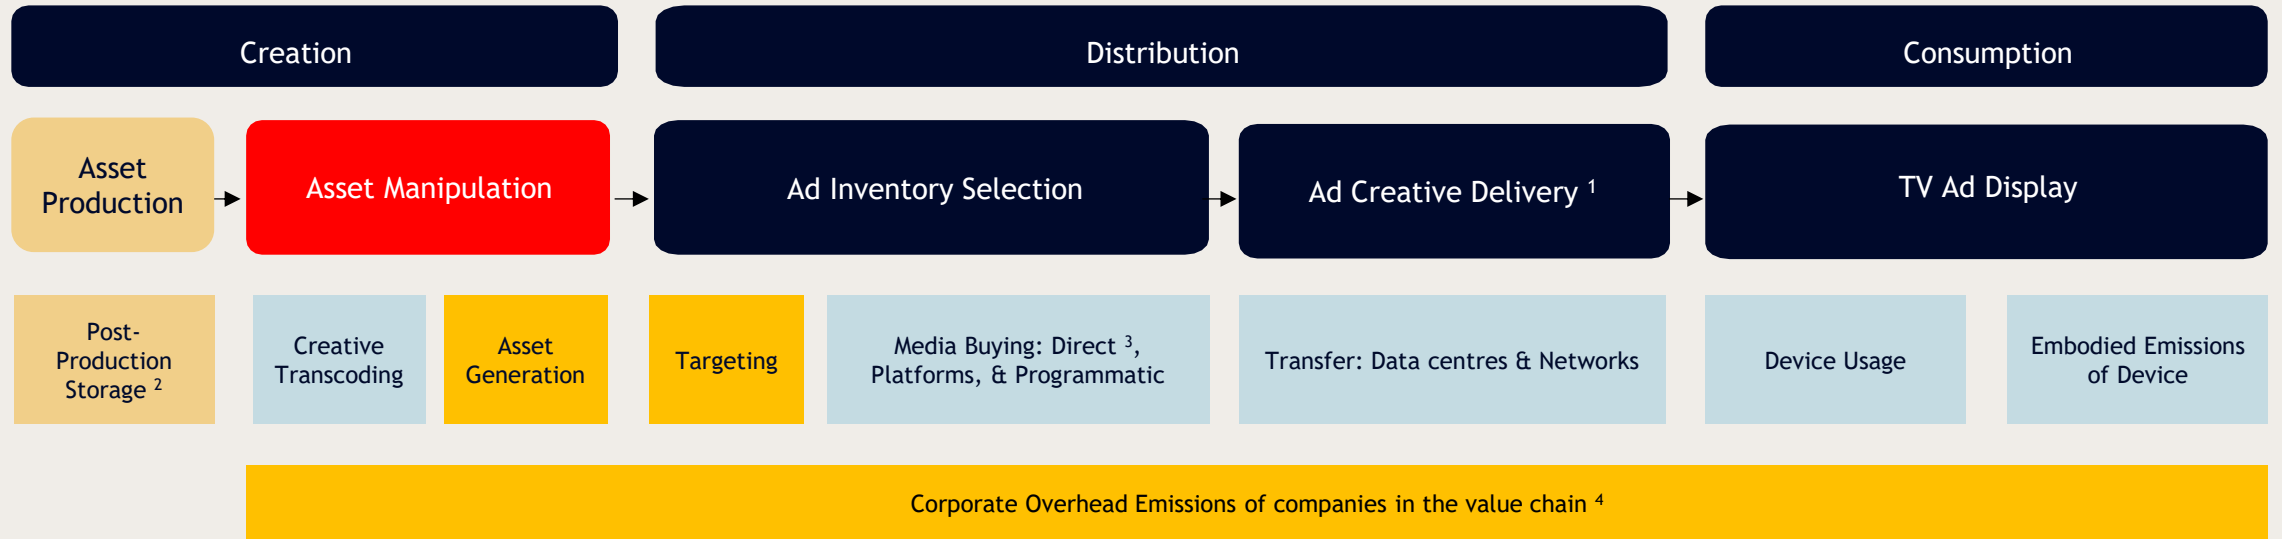 Creation
Distribution
Consumption
Asset
Production
Asset Manipulation
Ad Inventory Selection
Ad Creative Delivery ¹
TV Ad Display
Post-
Production
Storage ²
Creative
Transcoding
Asset
Generation
Targeting
Media Buying: Direct ³,
Platforms, & Programmatic
Transfer: Data centres & Networks
Device Usage
Embodied Emissions
of Device
Corporate Overhead Emissions of companies in the value chain ⁴